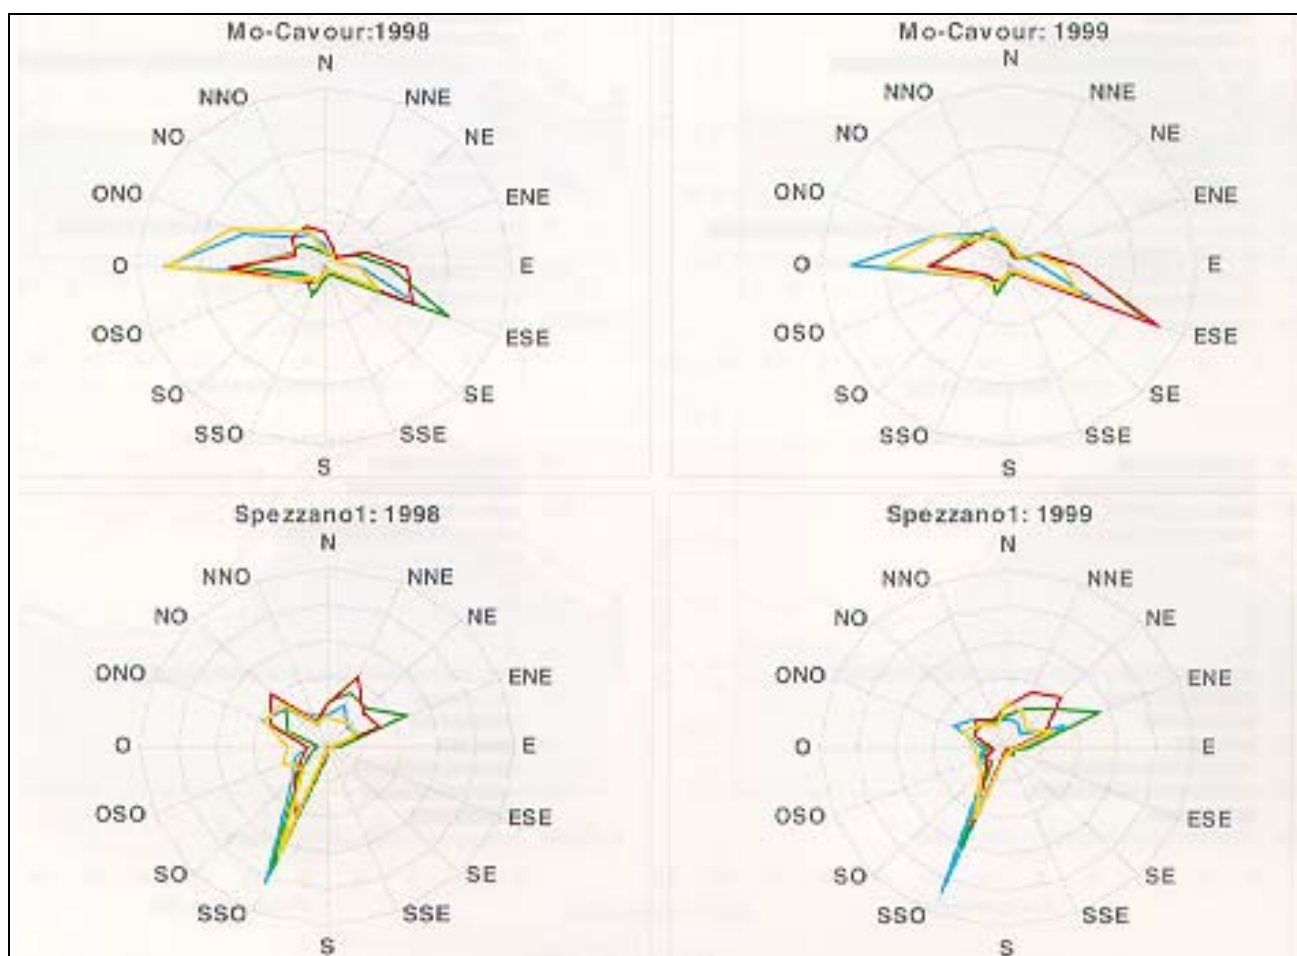 Mo-Cavour:1998
N
NNO NNE
NO NE
ONO ENE
O E
OSO ESE
SO SE
SSO SSE
S
Mo-Cavour: 1999
N
NNO NNE
NO NE
ONO ENE
O E
OSO ESE
SO SE
SSO SSE
S
Spezzano1: 1998
N
NNO NNE
NO NE
ONO ENE
O E
OSO ESE
SO SE
SSO SSE
S
Spezzano1: 1999
N
NNO NNE
NO NE
ONO ENE
O E
OSO ESE
SO SE
SSO SSE
S